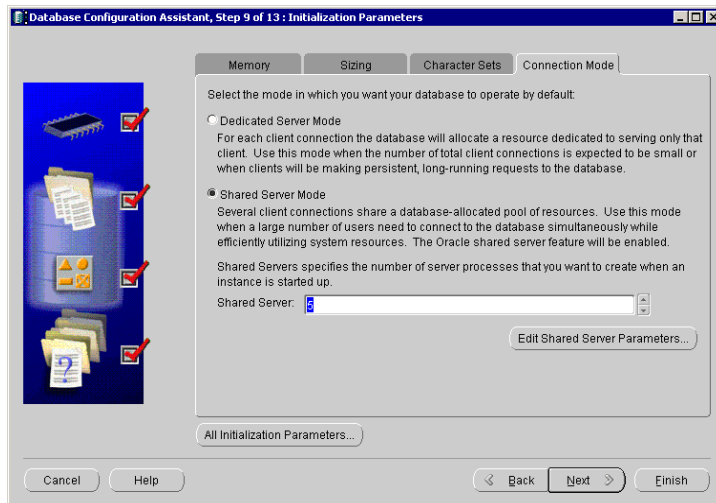 Database Configuration Assistant, Step 9 of 13 : Initialization Parameters
Memory
Sizing
Character Sets
Connection Mode
Select the mode in which you want your database to operate by default:
Dedicated Server Mode
For each client connection the database will allocate a resource dedicated to serving only that
client. Use this mode when the number of total client connections is expected to be small or
when clients will be making persistent, long-running requests to the database.
Shared Server Mode
Several client connections share a database-allocated pool of resources. Use this mode
when a large number of users need to connect to the database simultaneously while
efficiently utilizing system resources. The Oracle shared server feature will be enabled.
Shared Servers specifies the number of server processes that you want to create when an
instance is started up.
Shared Server: 5
Edit Shared Server Parameters...
?
All Initialization Parameters...
Cancel
Help
Back
Next
Finish